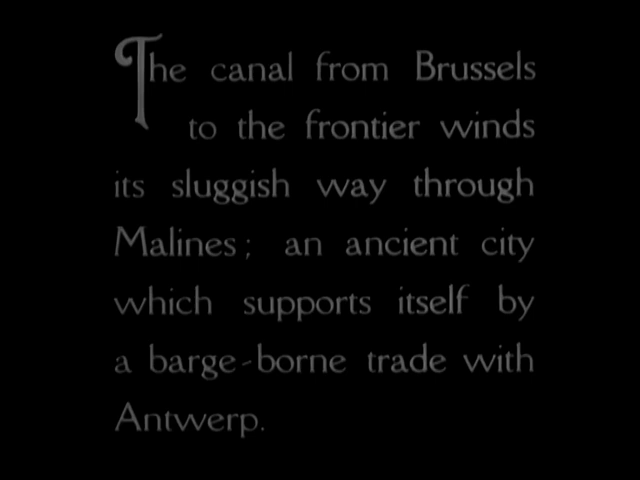 The canal from Brussels
to the frontier winds
its sluggish way through
Malines; an ancient city
which supports itself by
a barge-borne trade with
Antwerp.